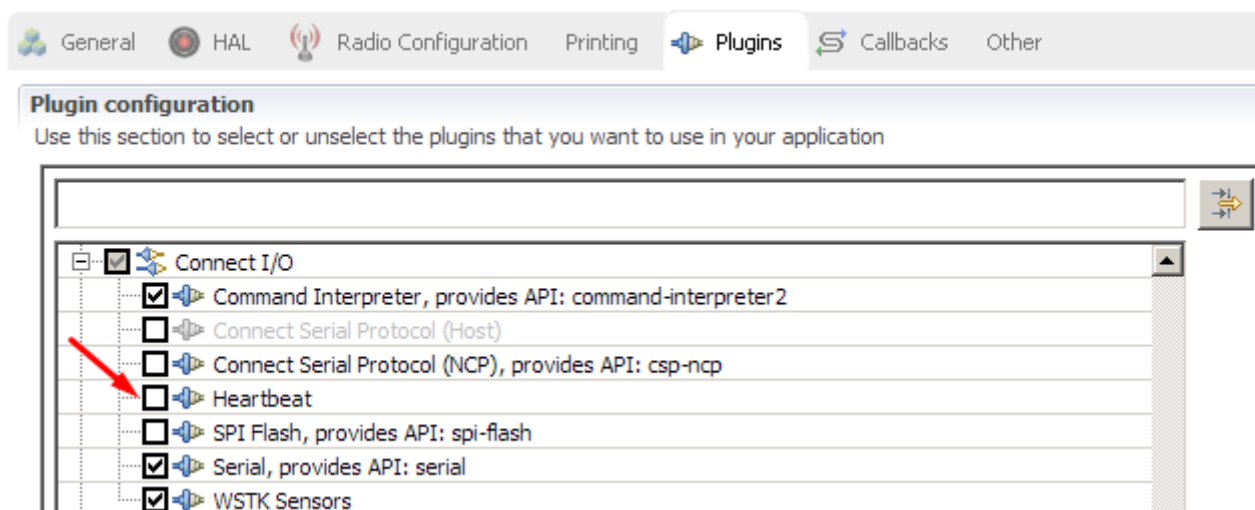 General HAL Radio Configuration Printing Plugins Callbacks Other
Plugin configuration
Use this section to select or unselect the plugins that you want to use in your application
Connect I/O
Command Interpreter, provides API: command-interpreter2
Connect Serial Protocol (Host)
Connect Serial Protocol (NCP), provides API: csp-ncp
Heartbeat
SPI Flash, provides API: spi-flash
Serial, provides API: serial
WSTK Sensors